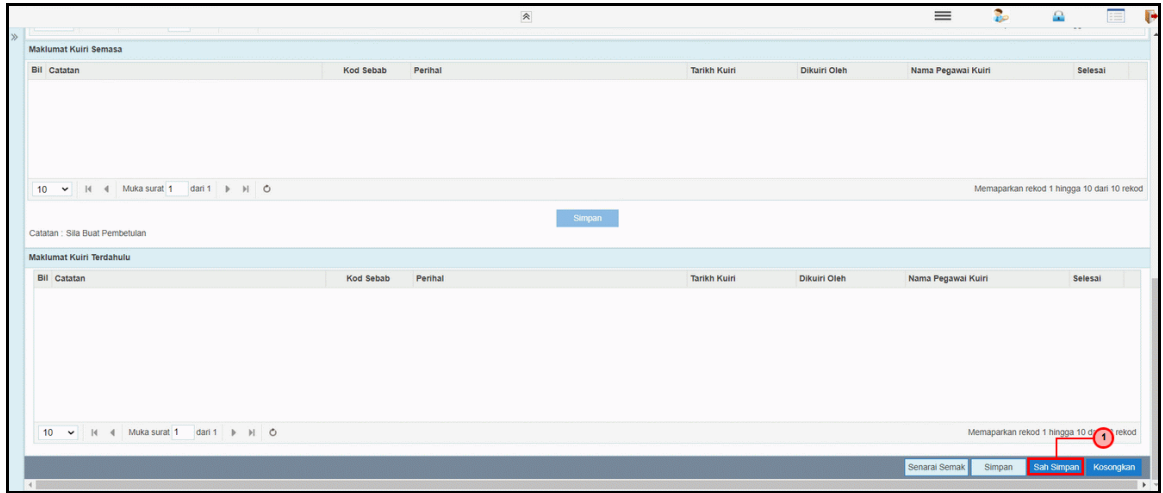 Maklumat Kuiri Semasa
Bil Catatan Kod Sebab Perihal Tarikh Kuiri Dikuiri Oleh Nama Pegawai Kuiri Selesai
10 Muka surat 1 dari 1 Memaparkan rekod 1 hingga 10 dari 10 rekod
Simpan
Catatan : Sila Buat Pembetulan
Maklumat Kuiri Terdahulu
Bil Catatan Kod Sebab Perihal Tarikh Kuiri Dikuiri Oleh Nama Pegawai Kuiri Selesai
10 Muka surat 1 dari 1 Memaparkan rekod 1 hingga 10 rekod
1
Senarai Semak Simpan Sah Simpan Kosongkan